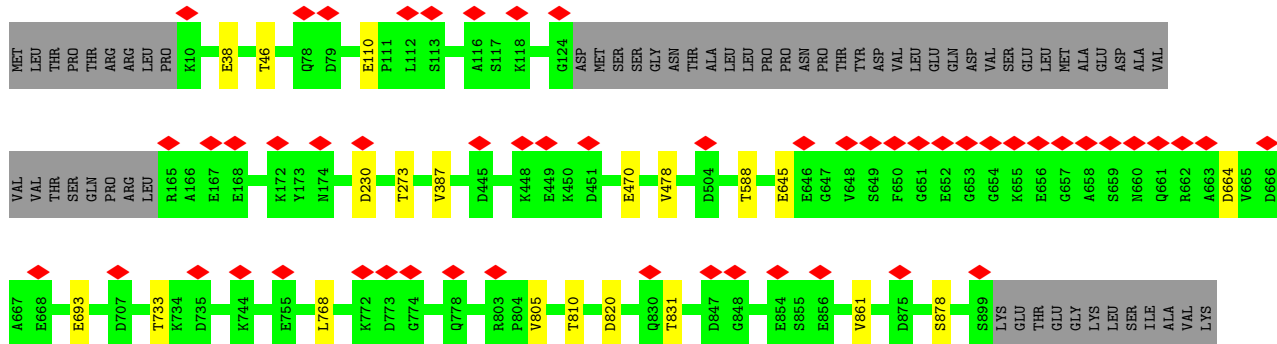 MET LEU THR PRO THR ARG ARG LEU PRO K10 E38 T46 Q78 D79 E110 P111 L112 S113 A116 S117 K118 G124 ASP MET SER SER GLY ASN THR ALA LEU LEU PRO PRO ASN PRO THR TYR ASP VAL LEU GLU GLN ASP VAL SER GLU LEU MET ALA GLU ASP ALA VAL
VAL VAL THR SER GLN PRO ARG LEU R165 A166 E167 E168 K172 Y173 N174 D230 T273 V387 D445 K448 E449 K450 D451 E470 V478 D504 T588 E645 E646 G647 V648 S649 F650 G651 E652 G653 G654 K655 E656 G657 A658 S659 N660 Q661 R662 A663 D664 V665 D666
A667 E668 E693 D707 T733 K734 D735 K744 E755 L768 K772 D773 G774 Q778 R803 P804 V805 T810 D820 Q830 T831 D847 G848 E854 S855 E856 V861 D875 S878 S899 LYS GLU THR GLU GLY LYS LEU SER ILE ALA VAL LYS